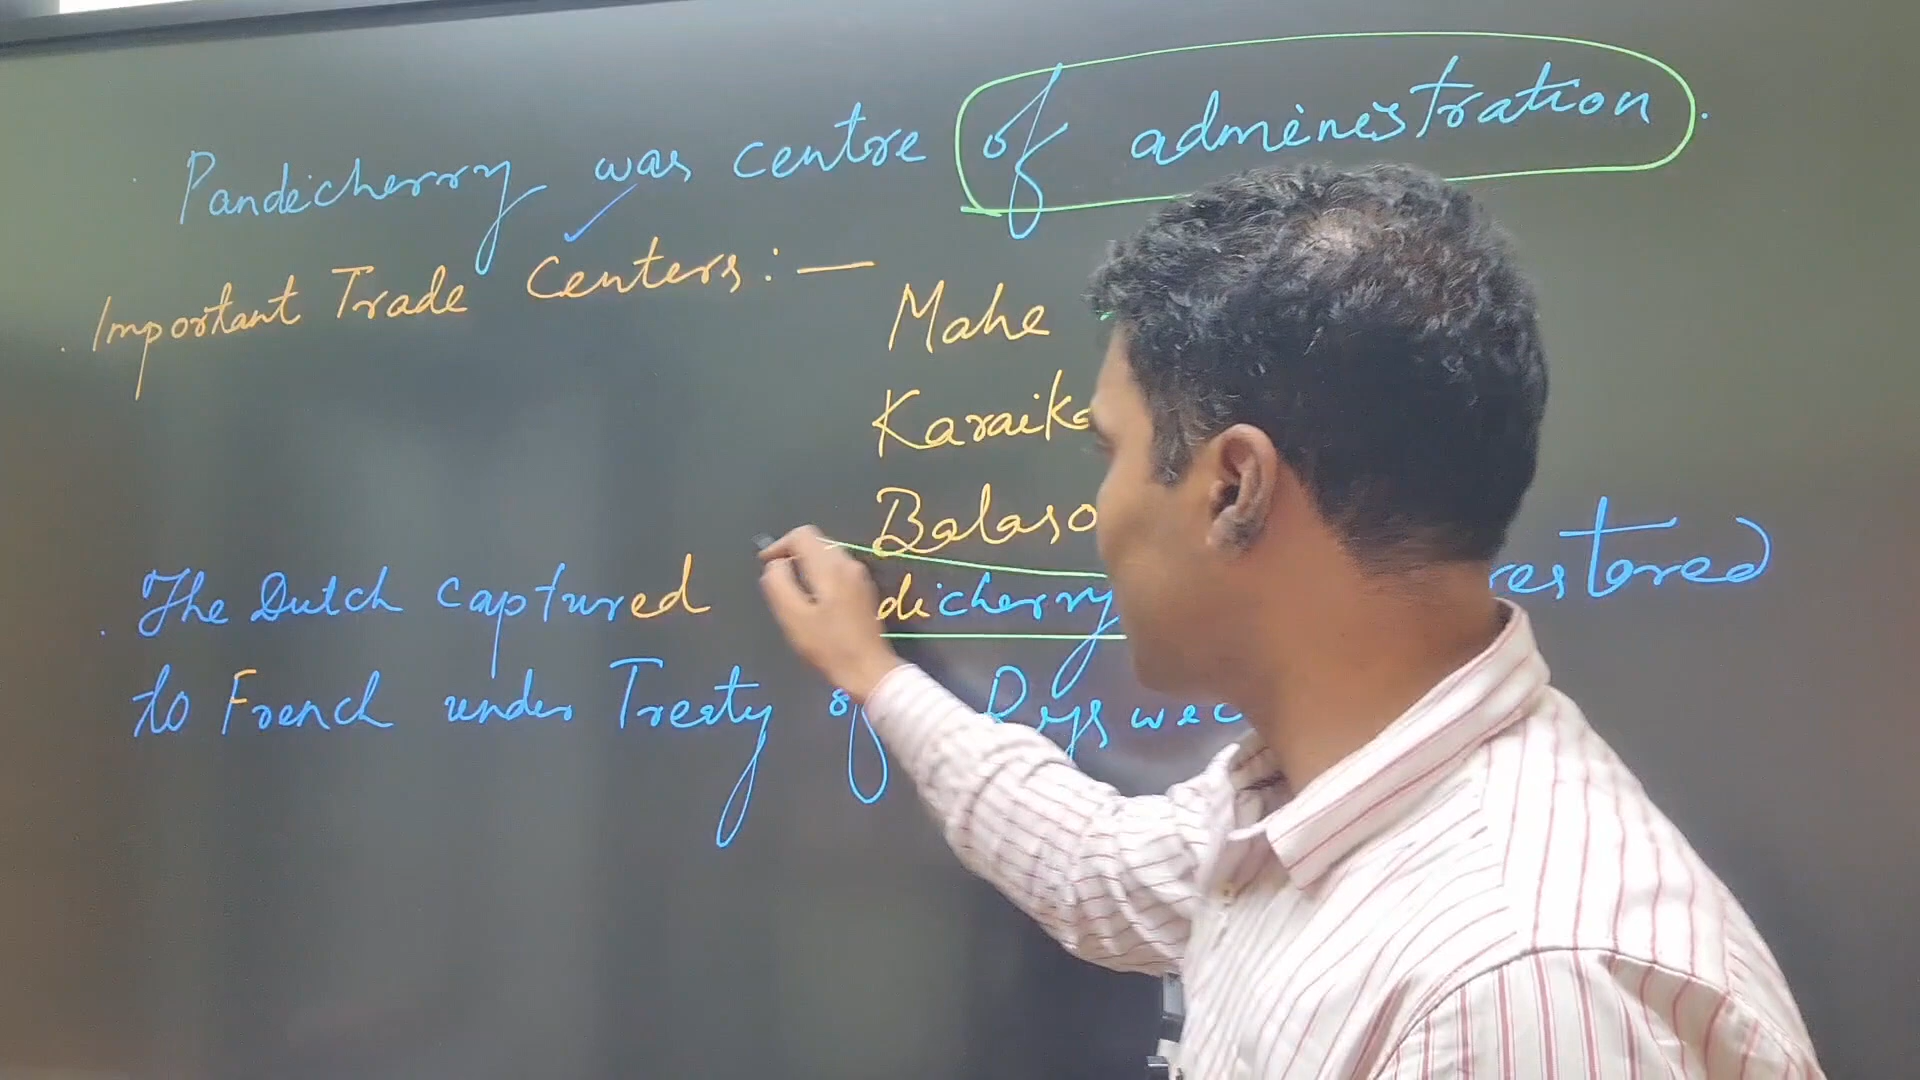 Pandicherry was centre of administration.
Important Trade Centers : —
Mahe
Karaik
Balaso
The Dutch captured dicherry restored
to French under Treaty of Ryswec